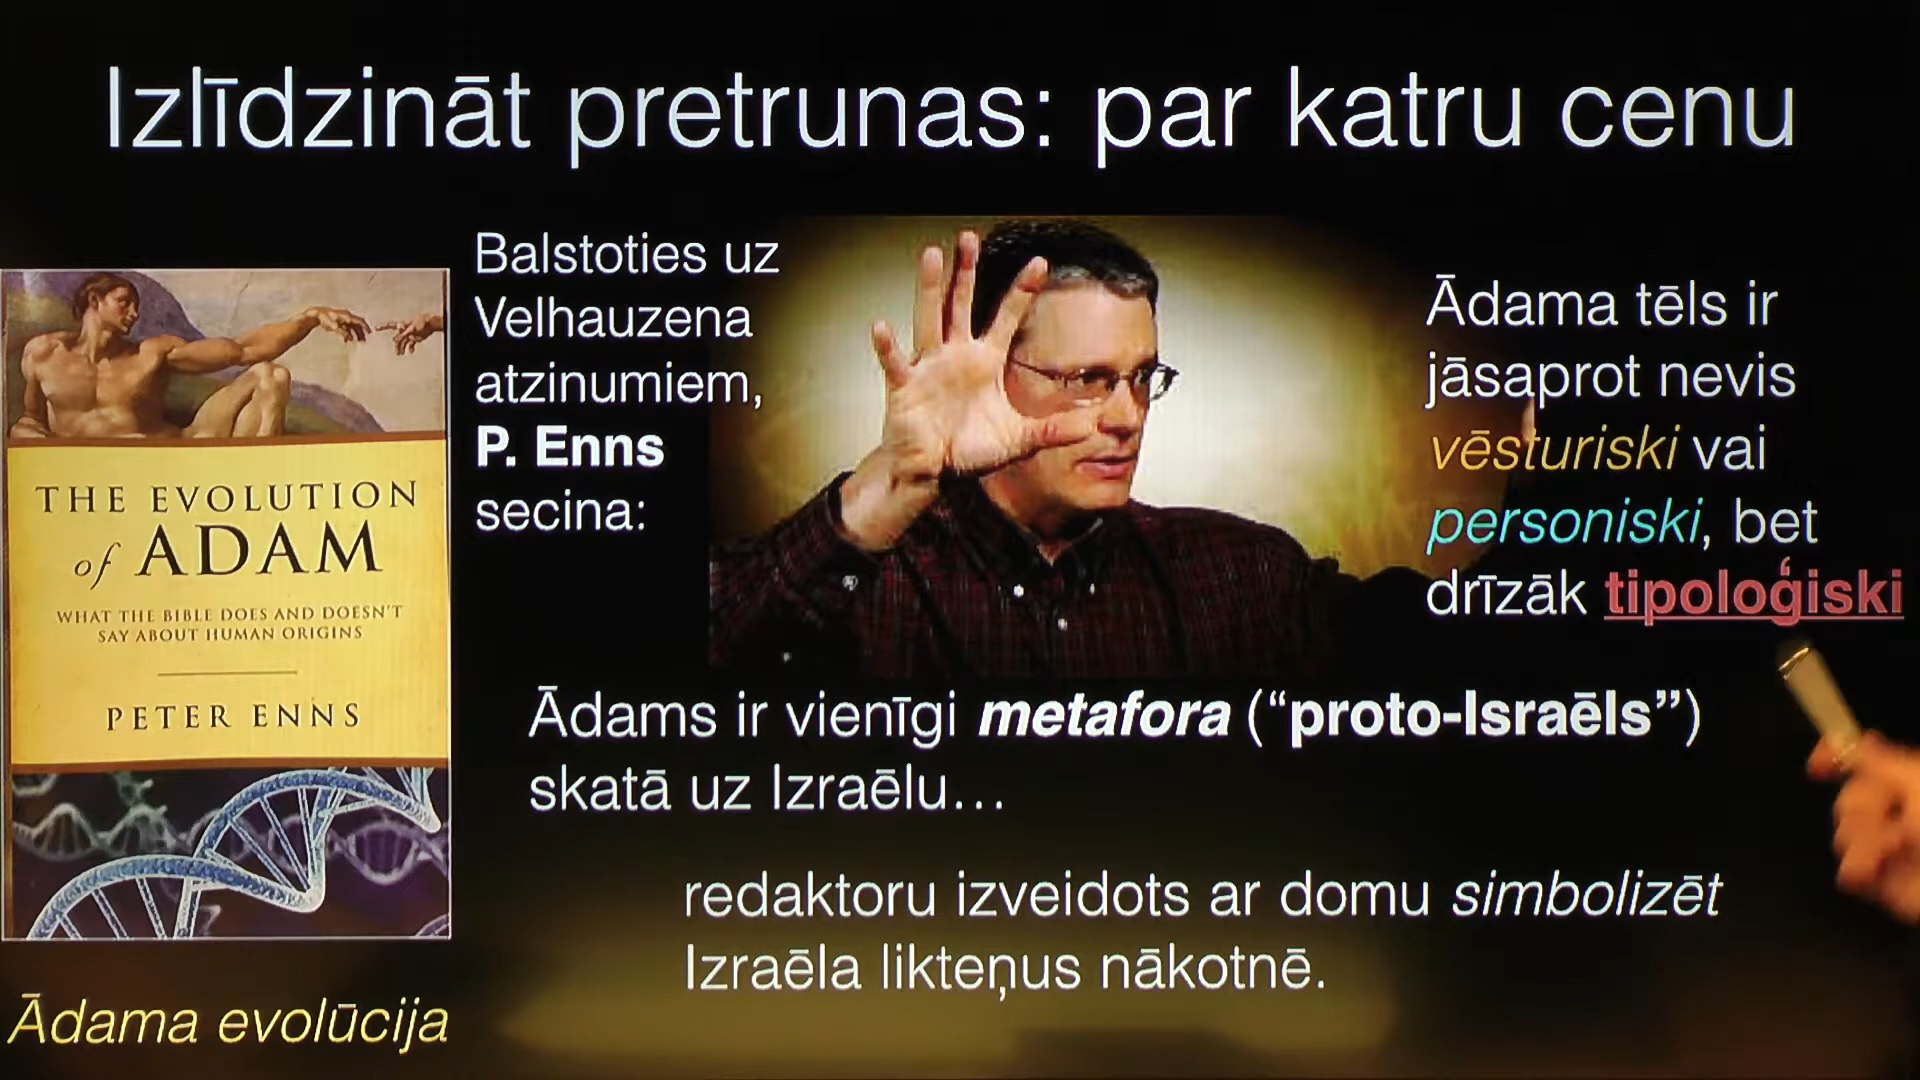 Izlīdzināt pretrunas: par katru cenu
THE EVOLUTION
of ADAM
WHAT THE BIBLE DOES AND DOESN'T
SAY ABOUT HUMAN ORIGINS
PETER ENNS
Ādama evolūcija
Balstoties uz
Velhauzena
atzinumiem,
P. Enns
secina:
Ādama tēls ir
jāsaprot nevis
vēsturiski vai
personiski, bet
drīzāk tipoloģiski
Ādams ir vienīgi metafora (“proto-Israēls”)
skatā uz Izraēlu…
redaktoru izveidots ar domu simbolizēt
Izraēla likteņus nākotnē.